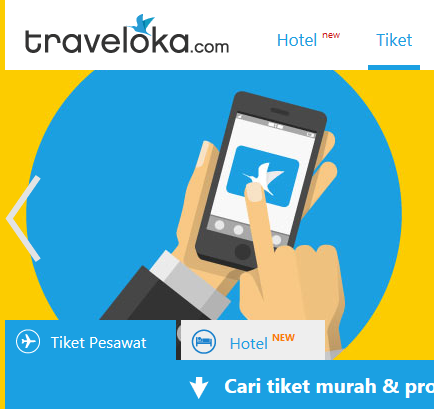 traveloka.com
Hotel new
Tiket
Tiket Pesawat
Hotel NEW
Cari tiket murah & pro